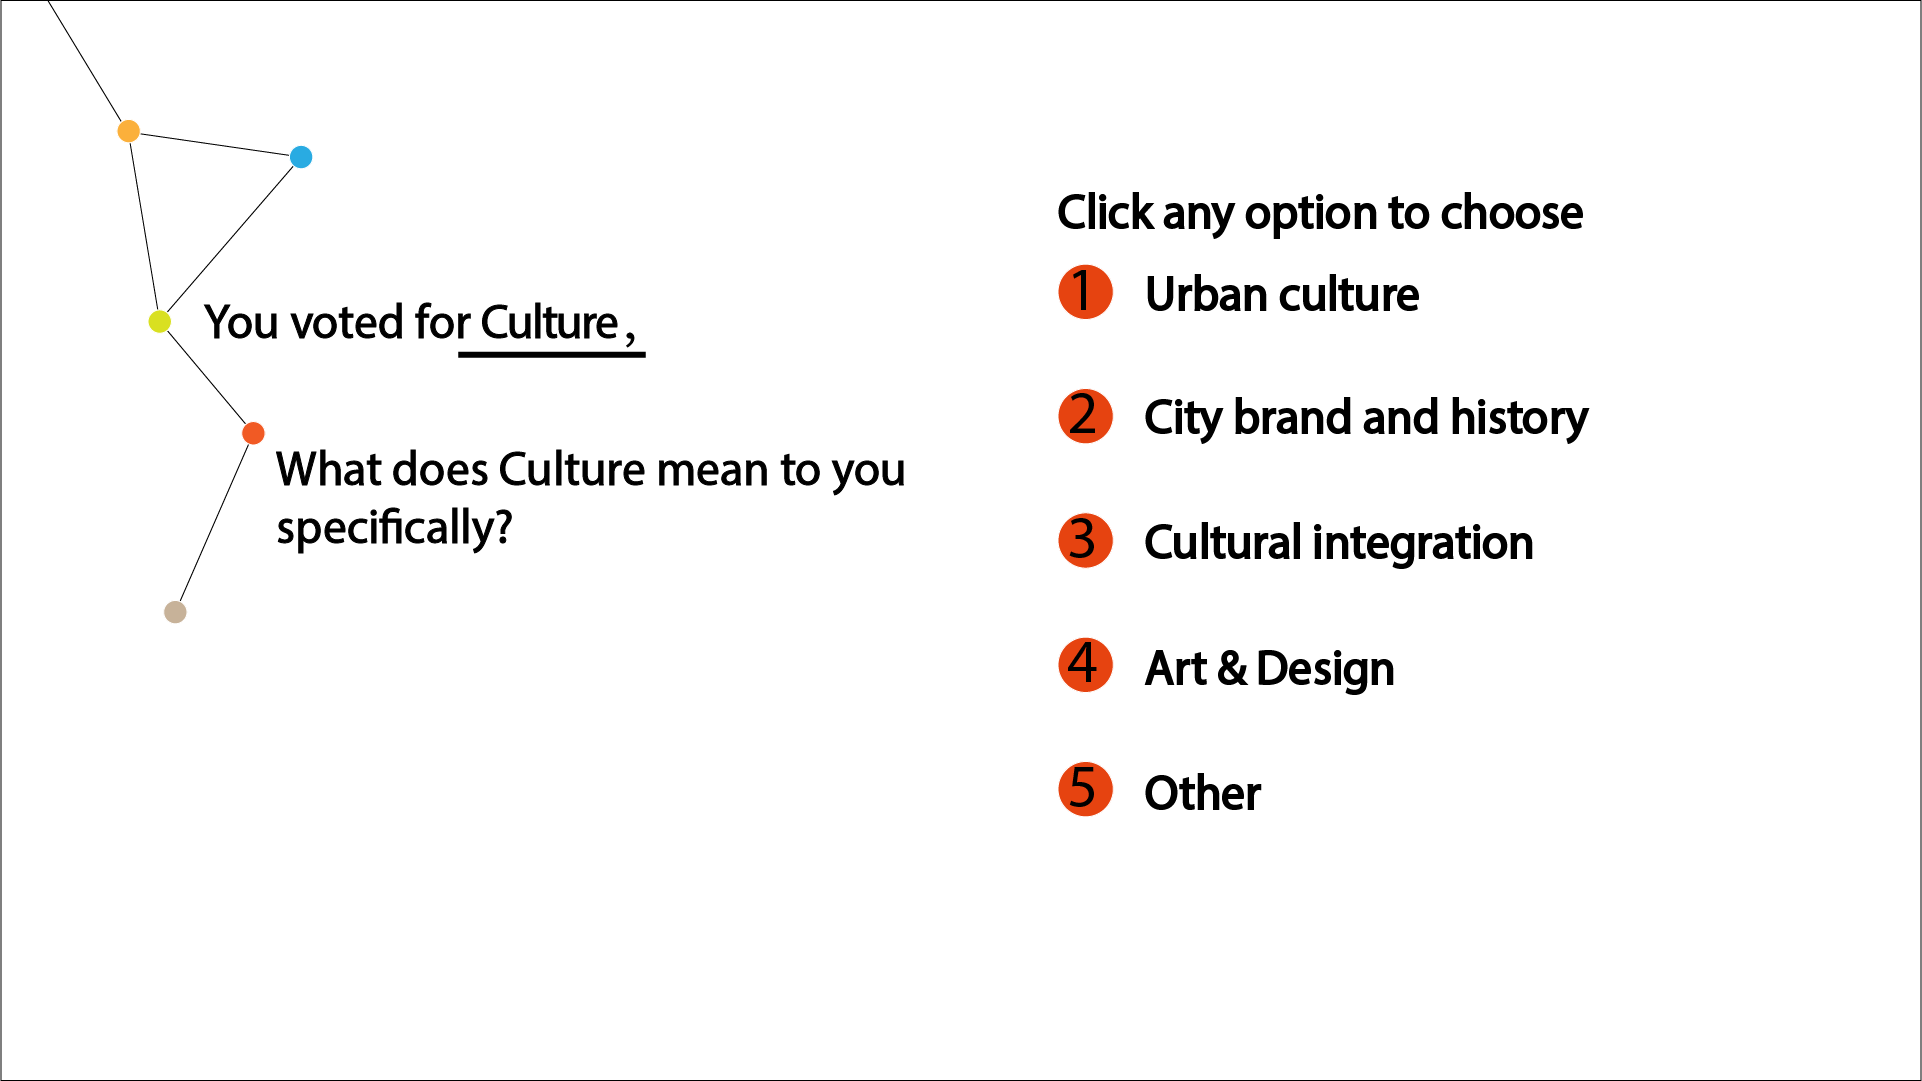 You voted for Culture,
What does Culture mean to you
specifically?
Click any option to choose
1 Urban culture
2 City brand and history
3 Cultural integration
4 Art & Design
5 Other